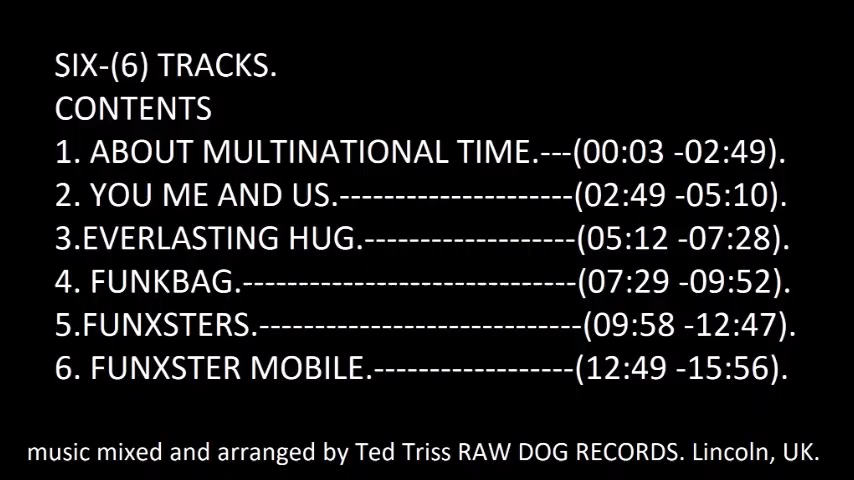 SIX-(6) TRACKS.
CONTENTS
1. ABOUT MULTINATIONAL TIME.---(00:03 -02:49).
2. YOU ME AND US.---------------------(02:49 -05:10).
3.EVERLASTING HUG.-------------------(05:12 -07:28).
4. FUNKBAG.------------------------------(07:29 -09:52).
5.FUNXSTERS.-----------------------------(09:58 -12:47).
6. FUNXSTER MOBILE.------------------(12:49 -15:56).
music mixed and arranged by Ted Triss RAW DOG RECORDS. Lincoln, UK.